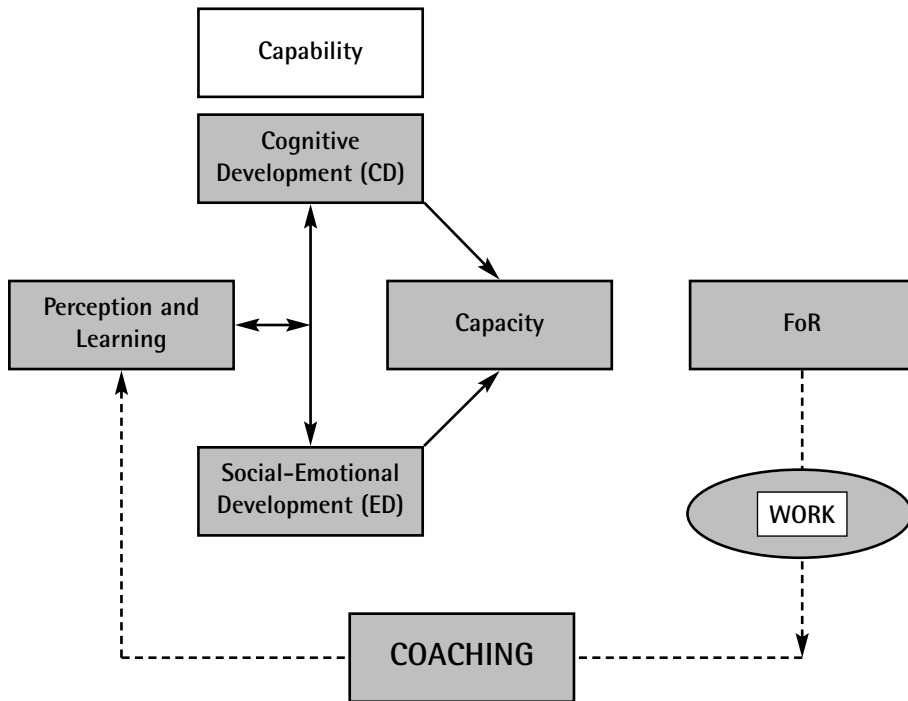 Capability
Cognitive
Development (CD)
Perception and
Learning
Capacity
FoR
Social-Emotional
Development (ED)
WORK
COACHING